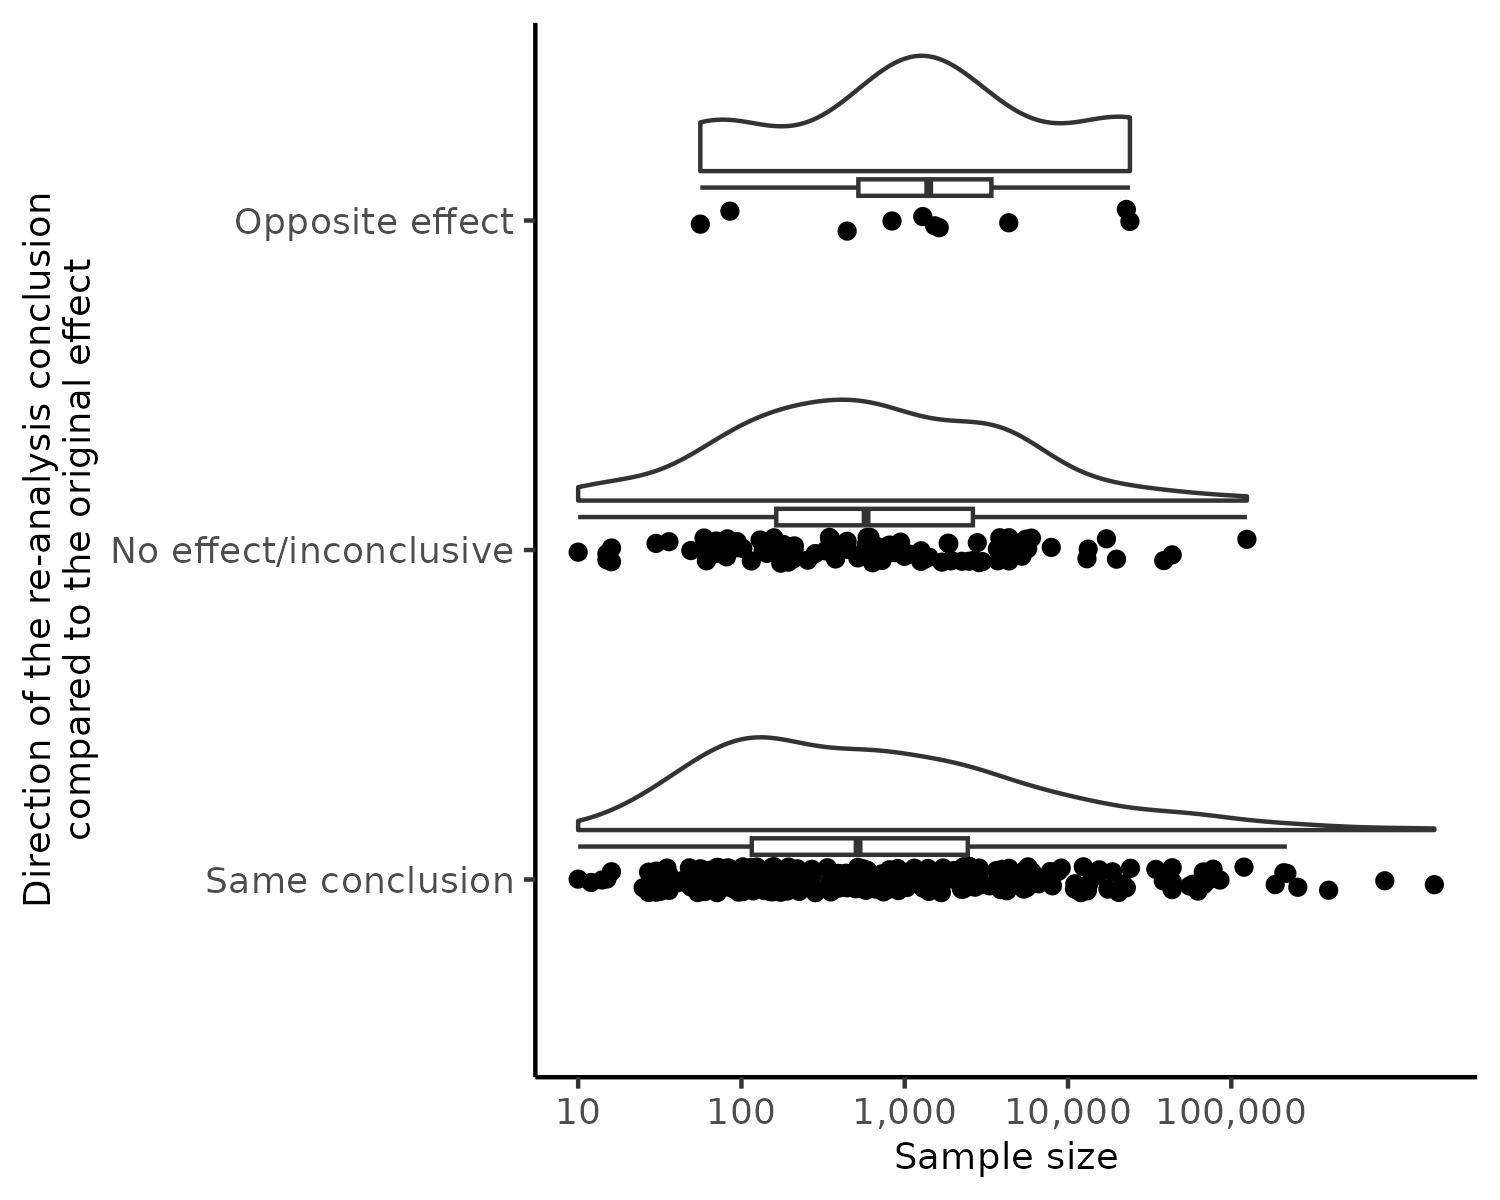 Direction of the re-analysis conclusion
compared to the original effect
Opposite effect
No effect/inconclusive
Same conclusion
10
100
1,000
10,000
100,000
Sample size